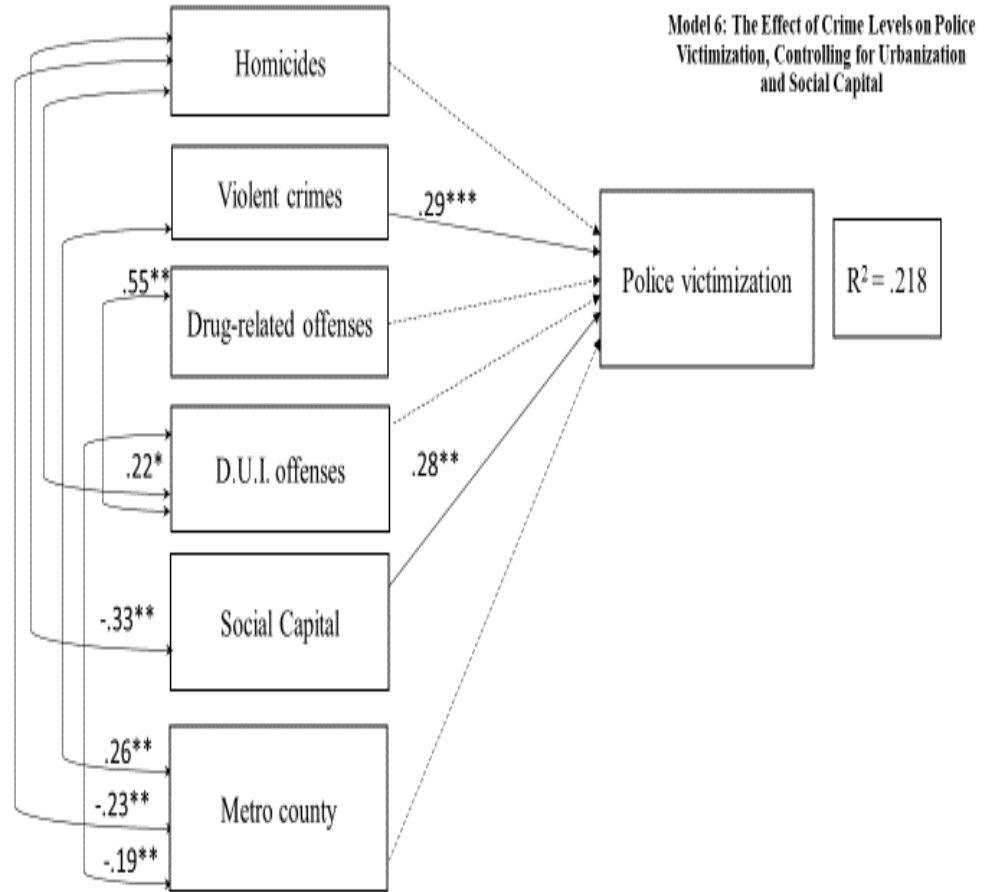 Model 6: The Effect of Crime Levels on Police
Victimization, Controlling for Urbanization
and Social Capital
Homicides
Violent crimes
.29***
.55**
Drug-related offenses
Police victimization
R² = .218
D.U.I. offenses
.22*
.28**
Social Capital
-.33**
Metro county
.26**
-.23**
-.19**